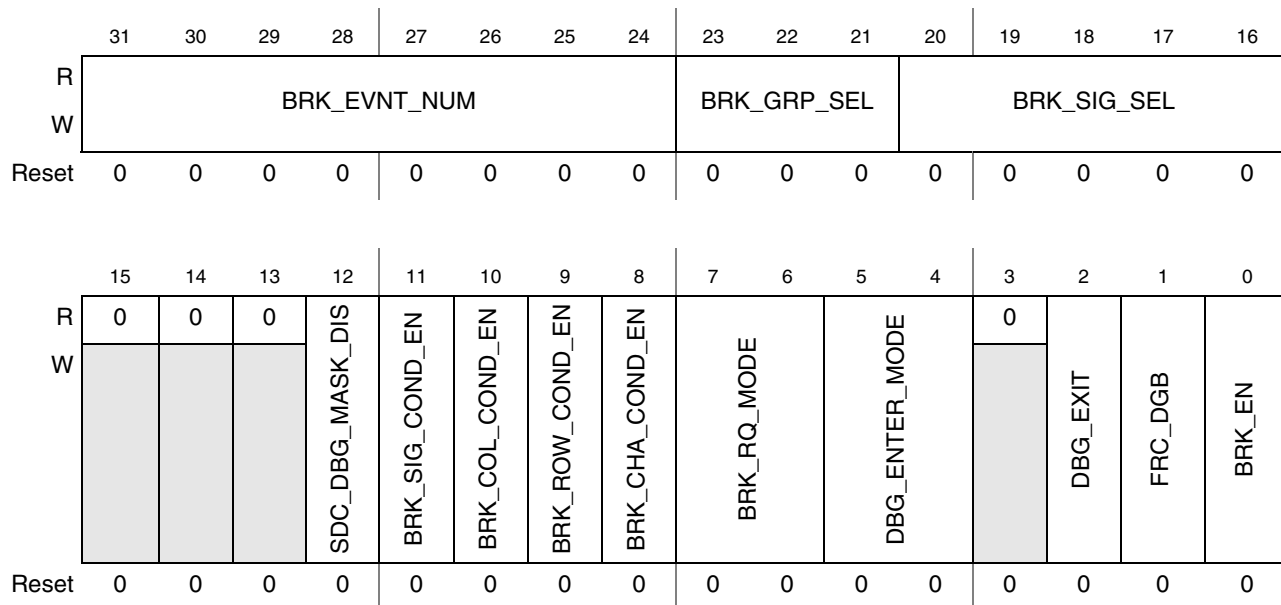 31 30 29 28 27 26 25 24 23 22 21 20 19 18 17 16
R
W
BRK_EVNT_NUM BRK_GRP_SEL BRK_SIG_SEL
Reset 0 0 0 0 0 0 0 0 0 0 0 0 0 0 0 0
15 14 13 12 11 10 9 8 7 6 5 4 3 2 1 0
R 0 0 0 0
W
SDC_DBG_MASK_DIS
BRK_SIG_COND_EN
BRK_COL_COND_EN
BRK_ROW_COND_EN
BRK_CHA_COND_EN
BRK_RQ_MODE
DBG_ENTER_MODE
DBG_EXIT
FRC_DGB
BRK_EN
Reset 0 0 0 0 0 0 0 0 0 0 0 0 0 0 0 0